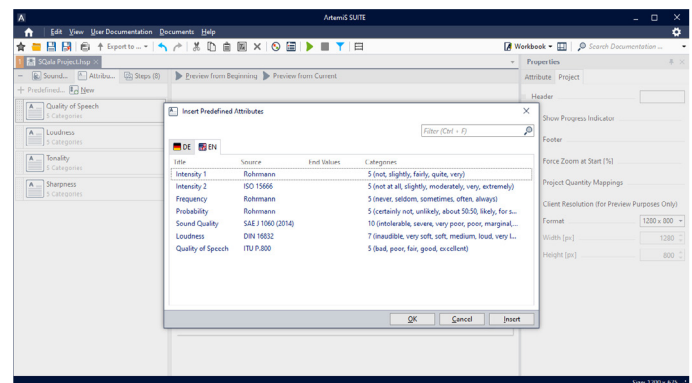 A ArtemiS SUITE
Edit View User Documentation Documents Help
Export to ... Workbook Search Documentation ...
1 SQala Project.hsp Properties
Sound... Attribu... Steps (8) Preview from Beginning Preview from Current Attribute Project
Predefined... New Header
A ... Quality of Speech
5 Categories
A ... Loudness
5 Categories
A ... Tonality
5 Categories
A ... Sharpness
5 Categories
Insert Predefined Attributes
Filter (Ctrl + F)
DE EN
Title Source End Values Categories
Intensity 1 Rohrmann 5 (not, slightly, fairly, quite, very)
Intensity 2 ISO 15666 5 (not at all, slightly, moderately, very, extremely)
Frequency Rohrmann 5 (never, seldom, sometimes, often, always)
Probability Rohrmann 5 (certainly not, unlikely, about 50:50, likely, for s...
Sound Quality SAE J 1060 (2014) 10 (intolerable, severe, very poor, poor, marginal,...
Loudness DIN 16832 7 (inaudible, very soft, soft, medium, loud, very l...
Quality of Speech ITU P.800 5 (bad, poor, fair, good, excellent)
OK Cancel Insert
Show Progress Indicator
Footer
Force Zoom at Start (%)
Project Quantity Mappings
Client Resolution (for Preview Purposes Only)
Format 1280 x 800
Width [px] 1280
Height [px] 800